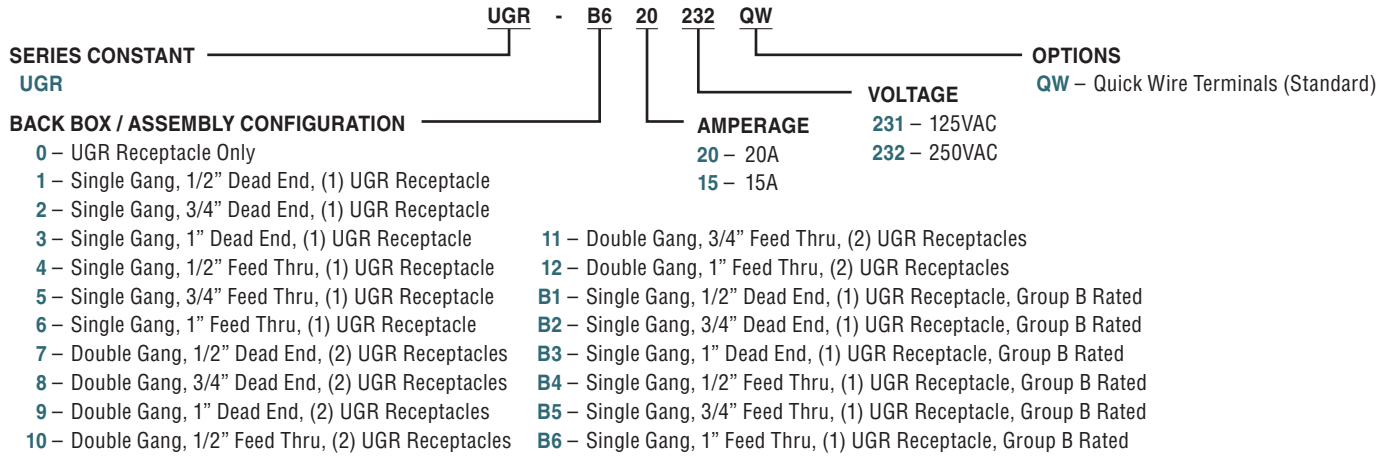 UGR - B6 20 232 QW
SERIES CONSTANT
UGR
BACK BOX / ASSEMBLY CONFIGURATION
0 – UGR Receptacle Only
1 – Single Gang, 1/2” Dead End, (1) UGR Receptacle
2 – Single Gang, 3/4” Dead End, (1) UGR Receptacle
3 – Single Gang, 1” Dead End, (1) UGR Receptacle
4 – Single Gang, 1/2” Feed Thru, (1) UGR Receptacle
5 – Single Gang, 3/4” Feed Thru, (1) UGR Receptacle
6 – Single Gang, 1” Feed Thru, (1) UGR Receptacle
7 – Double Gang, 1/2” Dead End, (2) UGR Receptacles
8 – Double Gang, 3/4” Dead End, (2) UGR Receptacles
9 – Double Gang, 1” Dead End, (2) UGR Receptacles
10 – Double Gang, 1/2” Feed Thru, (2) UGR Receptacles
11 – Double Gang, 3/4” Feed Thru, (2) UGR Receptacles
12 – Double Gang, 1” Feed Thru, (2) UGR Receptacles
B1 – Single Gang, 1/2” Dead End, (1) UGR Receptacle, Group B Rated
B2 – Single Gang, 3/4” Dead End, (1) UGR Receptacle, Group B Rated
B3 – Single Gang, 1” Dead End, (1) UGR Receptacle, Group B Rated
B4 – Single Gang, 1/2” Feed Thru, (1) UGR Receptacle, Group B Rated
B5 – Single Gang, 3/4” Feed Thru, (1) UGR Receptacle, Group B Rated
B6 – Single Gang, 1” Feed Thru, (1) UGR Receptacle, Group B Rated
AMPERAGE
20 – 20A
15 – 15A
VOLTAGE
231 – 125VAC
232 – 250VAC
OPTIONS
QW – Quick Wire Terminals (Standard)